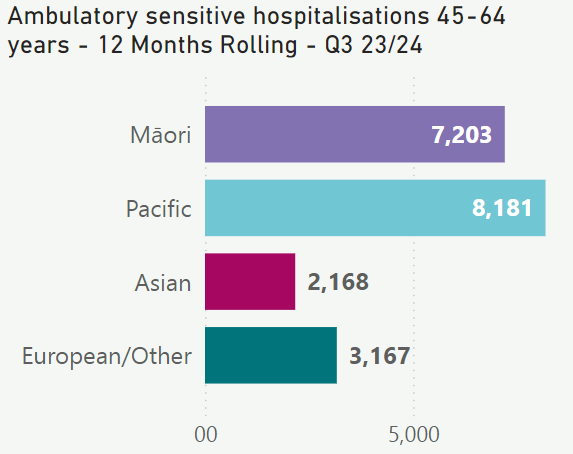 Ambulatory sensitive hospitalisations 45-64
years - 12 Months Rolling - Q3 23/24
Māori 7,203
Pacific 8,181
Asian 2,168
European/Other 3,167
00 5,000